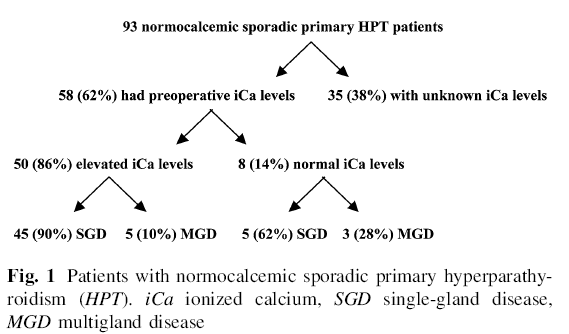 93 normocalcemic sporadic primary HPT patients
58 (62%) had preoperative iCa levels 35 (38%) with unknown iCa levels
50 (86%) elevated iCa levels 8 (14%) normal iCa levels
45 (90%) SGD 5 (10%) MGD 5 (62%) SGD 3 (28%) MGD
Fig. 1 Patients with normocalcemic sporadic primary hyperparathy-
roidism (HPT). iCa ionized calcium, SGD single-gland disease,
MGD multigland disease